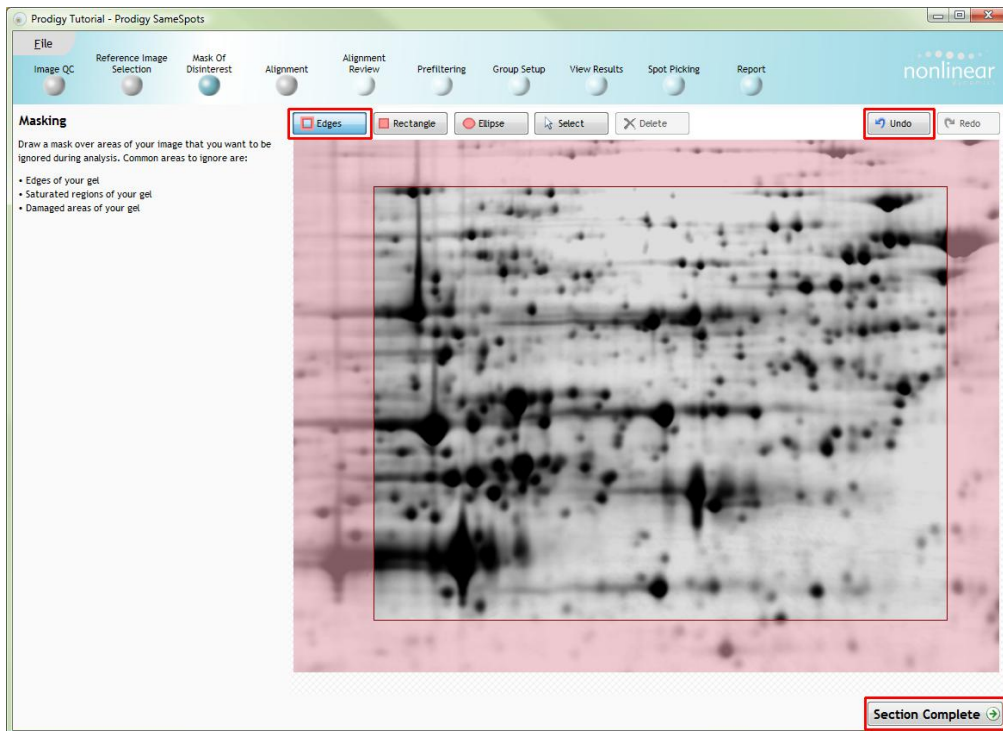 Prodigy Tutorial - Prodigy SameSpots
File
Image QC
Reference Image
Selection
Mask Of
Disinterest
Alignment
Alignment
Review
Prefiltering
Group Setup
View Results
Spot Picking
Report
nonlinear
Masking
Draw a mask over areas of your image that you want to be
ignored during analysis. Common areas to ignore are:
• Edges of your gel
• Saturated regions of your gel
• Damaged areas of your gel
Edges
Rectangle
Ellipse
Select
Delete
Undo
Redo
Section Complete